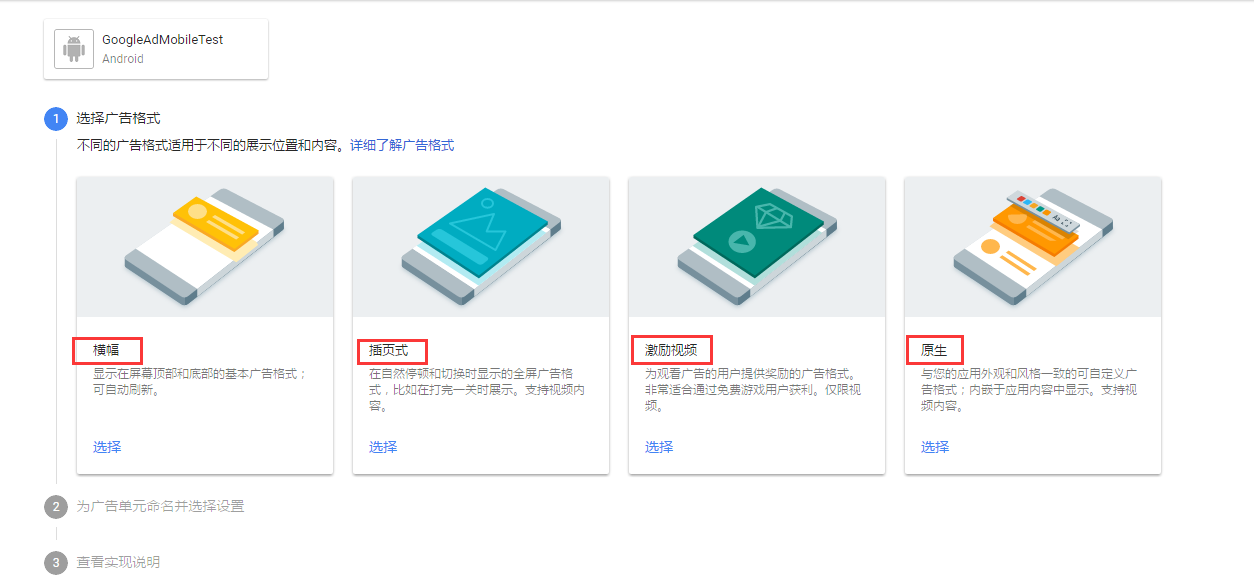 GoogleAdMobileTest
Android
1 选择广告格式
不同的广告格式适用于不同的展示位置和内容。详细了解广告格式
横幅
显示在屏幕顶部和底部的基本广告格式；
可自动刷新。
选择
插页式
在自然停顿和切换时显示的全屏广告格
式，比如在打完一关时展示。支持视频内
容。
选择
激励视频
为观看广告的用户提供奖励的广告格式。
非常适合通过免费游戏用户获利。仅限视
频。
选择
Aa
原生
与您的应用外观和风格一致的可自定义广
告格式；内嵌于应用内容中显示。支持视
频内容。
选择
2 为广告单元命名并选择设置
3 查看实现说明